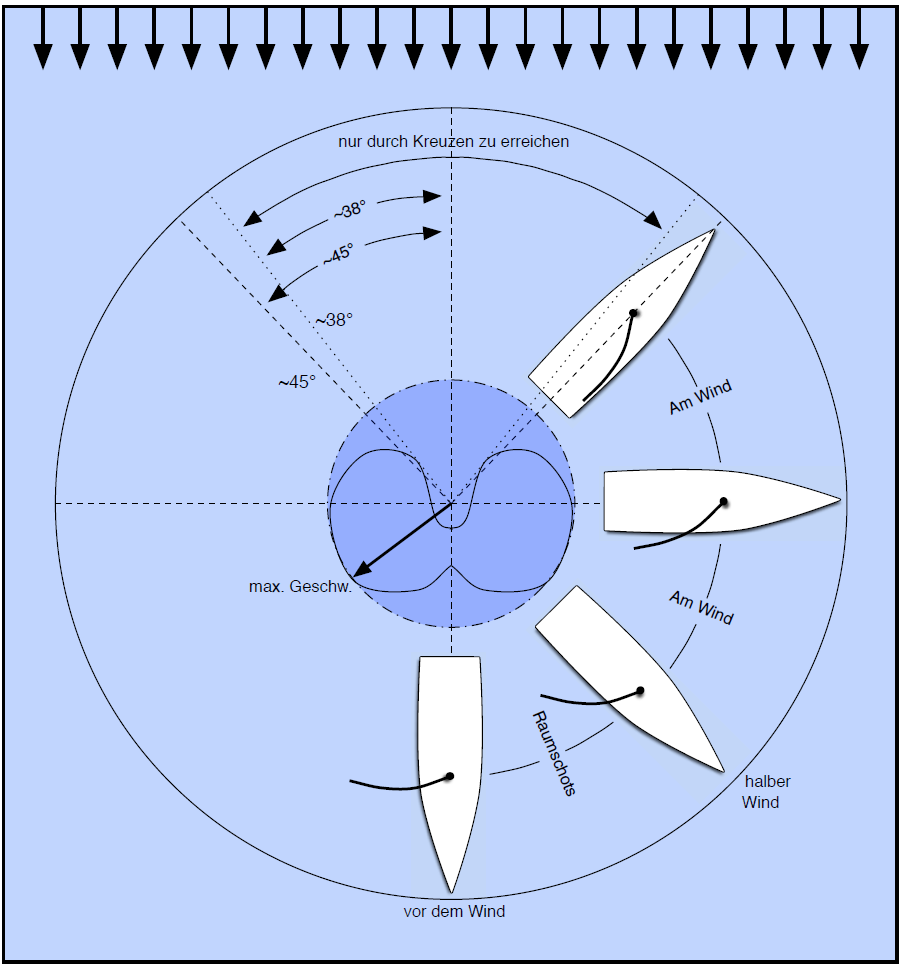 nur durch Kreuzen zu erreichen
~38°
~45°
~38°
~45°
Am Wind
max. Geschw.
Am Wind
Raumschots
halber
Wind
vor dem Wind